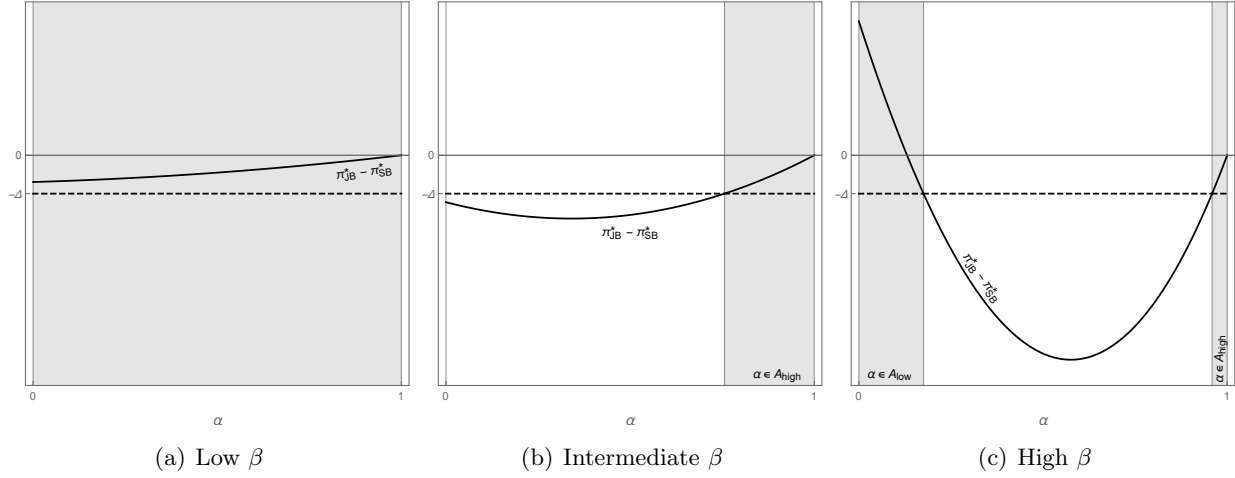 0
−Δ
π*JB − π*SB
0
1
α
(a) Low β
0
−Δ
π*JB − π*SB
α ∈ Ahigh
0
1
α
(b) Intermediate β
0
−Δ
π*JB − π*SB
α ∈ Alow
α ∈ Ahigh
0
1
α
(c) High β